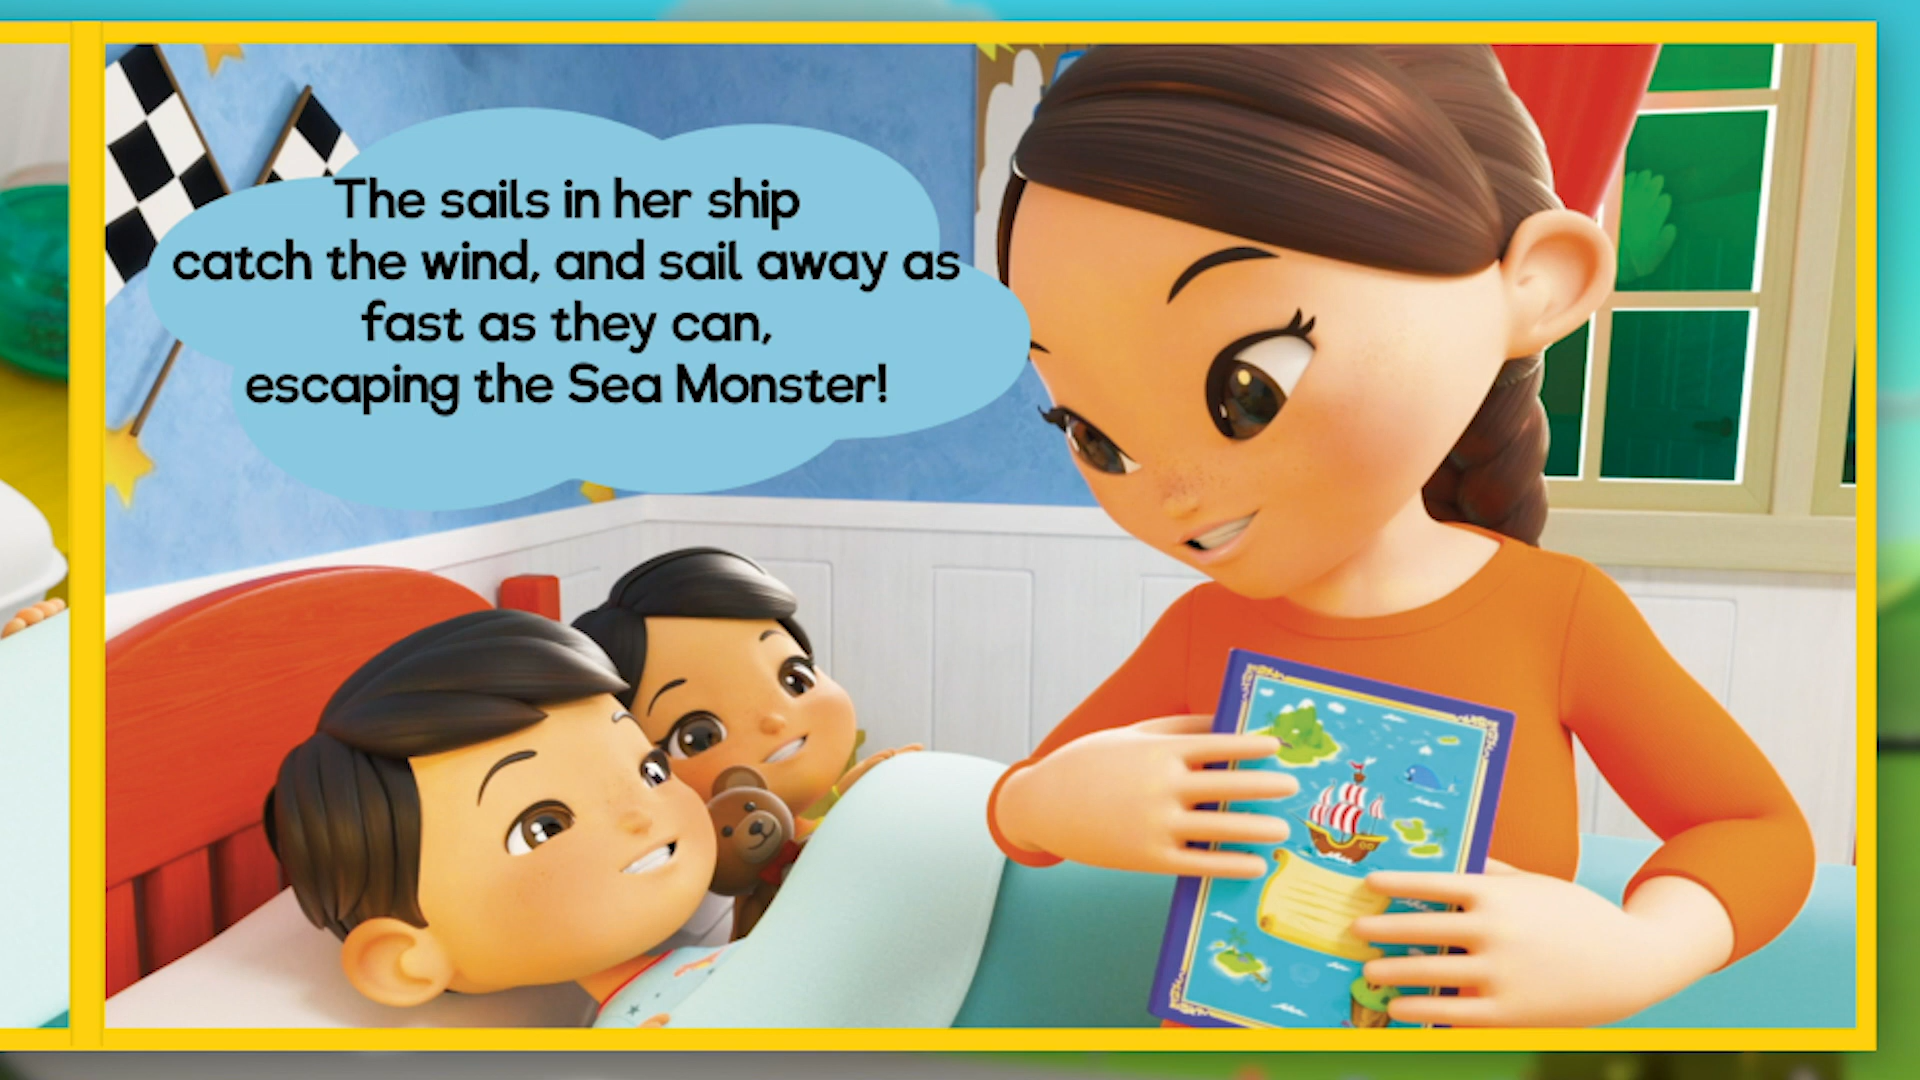 The sails in her ship
catch the wind, and sail away as
fast as they can,
escaping the Sea Monster!